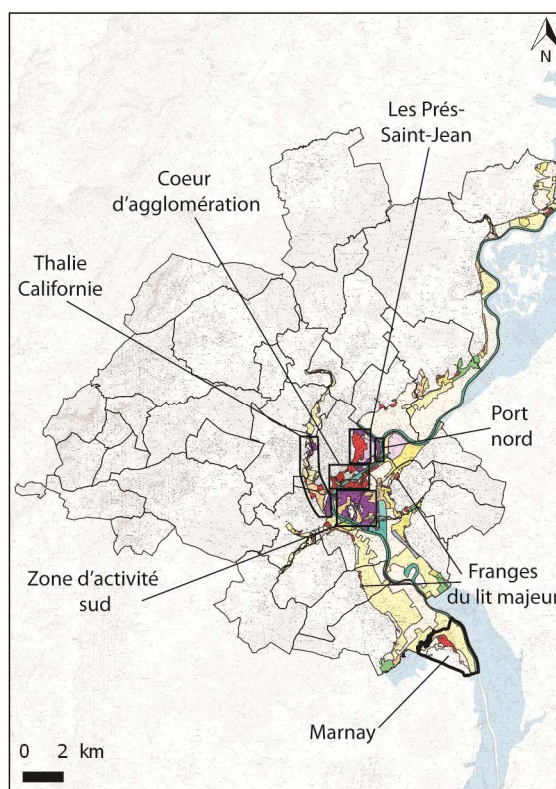 N
Les Prés-
Saint-Jean
Coeur
d'agglomération
Thalie
Californie
Port
nord
Zone d'activité
sud
Franges
du lit majeur
Marnay
0 2 km